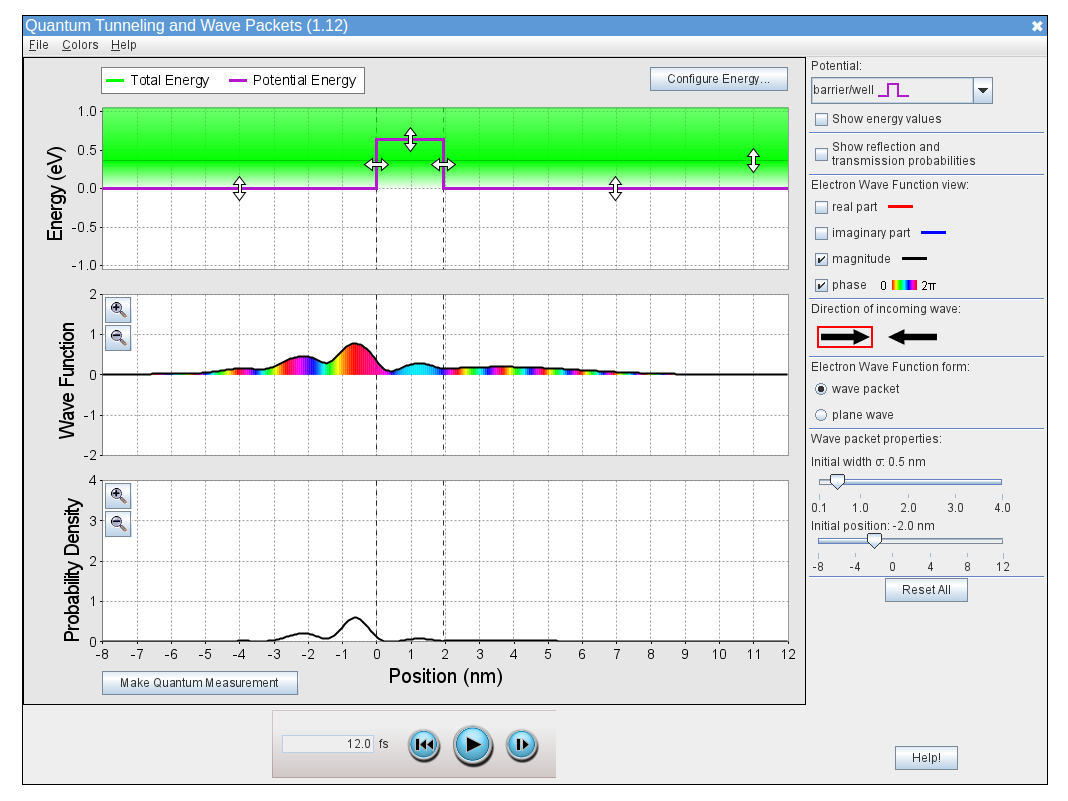 Quantum Tunneling and Wave Packets (1.12)
File Colors Help
Total Energy Potential Energy
Configure Energy...
Energy (eV)
1.0
0.5
0.0
-0.5
-1.0
Wave Function
2
1
0
-1
-2
Probability Density
4
3
2
1
0
-8 -7 -6 -5 -4 -3 -2 -1 0 1 2 3 4 5 6 7 8 9 10 11 12
Position (nm)
Make Quantum Measurement
12.0 fs
Potential:
barrier/well
Show energy values
Show reflection and
transmission probabilities
Electron Wave Function view:
real part
imaginary part
magnitude
phase 0 2π
Direction of incoming wave:
Electron Wave Function form:
wave packet
plane wave
Wave packet properties:
Initial width σ: 0.5 nm
0.1 1.0 2.0 3.0 4.0
Initial position: -2.0 nm
-8 -4 0 4 8 12
Reset All
Help!